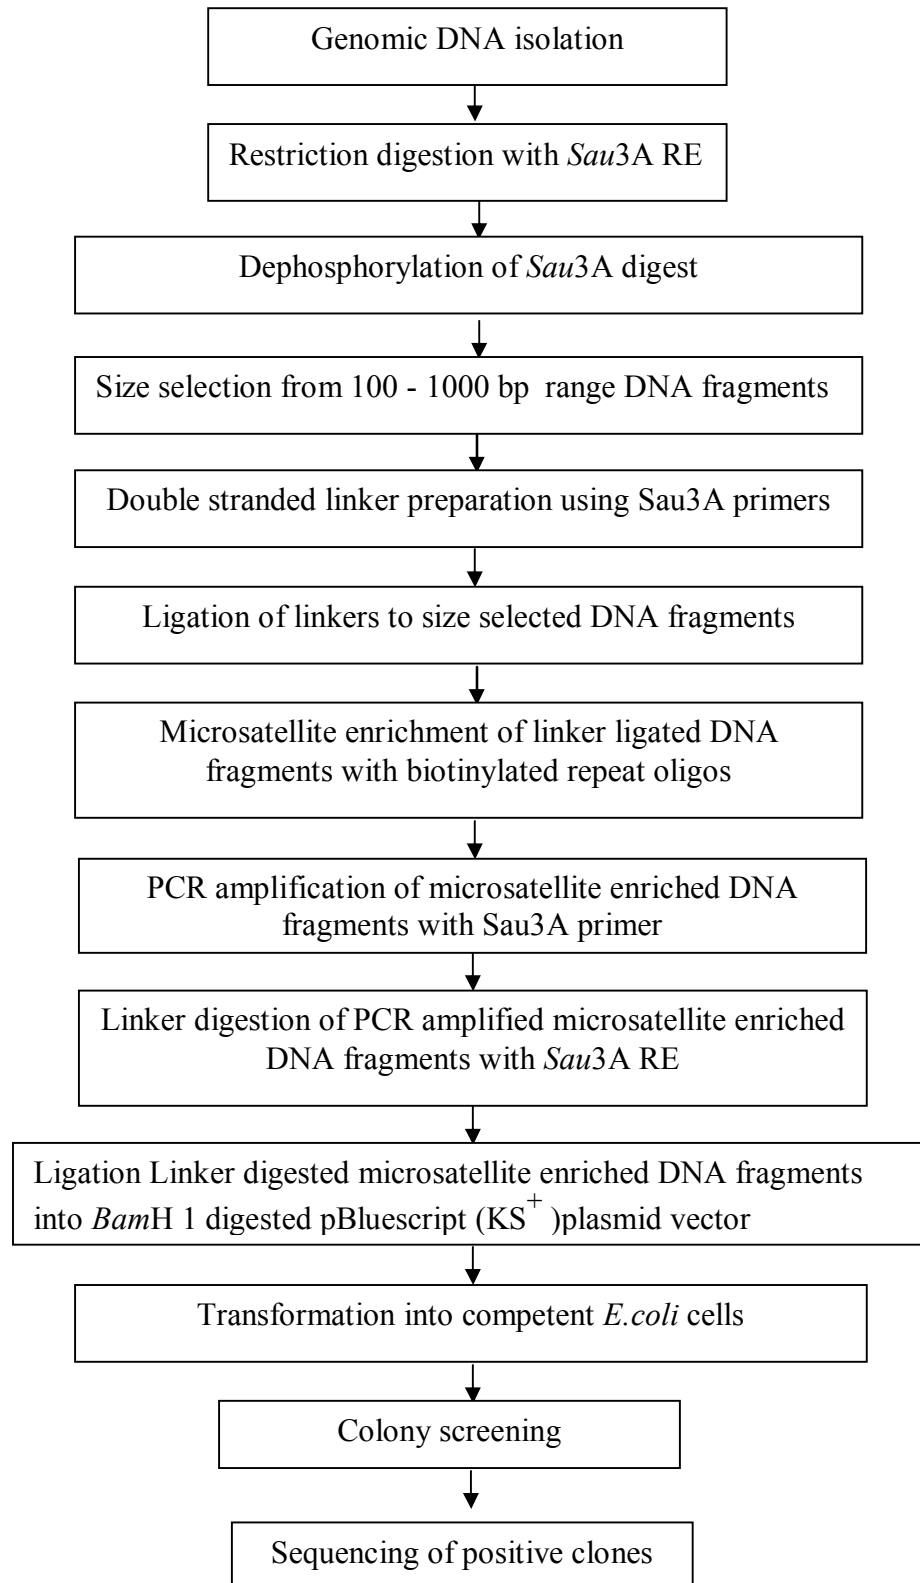 Genomic DNA isolation
Restriction digestion with Sau3A RE
Dephosphorylation of Sau3A digest
Size selection from 100 - 1000 bp range DNA fragments
Double stranded linker preparation using Sau3A primers
Ligation of linkers to size selected DNA fragments
Microsatellite enrichment of linker ligated DNA
fragments with biotinylated repeat oligos
PCR amplification of microsatellite enriched DNA
fragments with Sau3A primer
Linker digestion of PCR amplified microsatellite enriched
DNA fragments with Sau3A RE
Ligation Linker digested microsatellite enriched DNA fragments
into BamH 1 digested pBluescript (KS+ )plasmid vector
Transformation into competent E.coli cells
Colony screening
Sequencing of positive clones